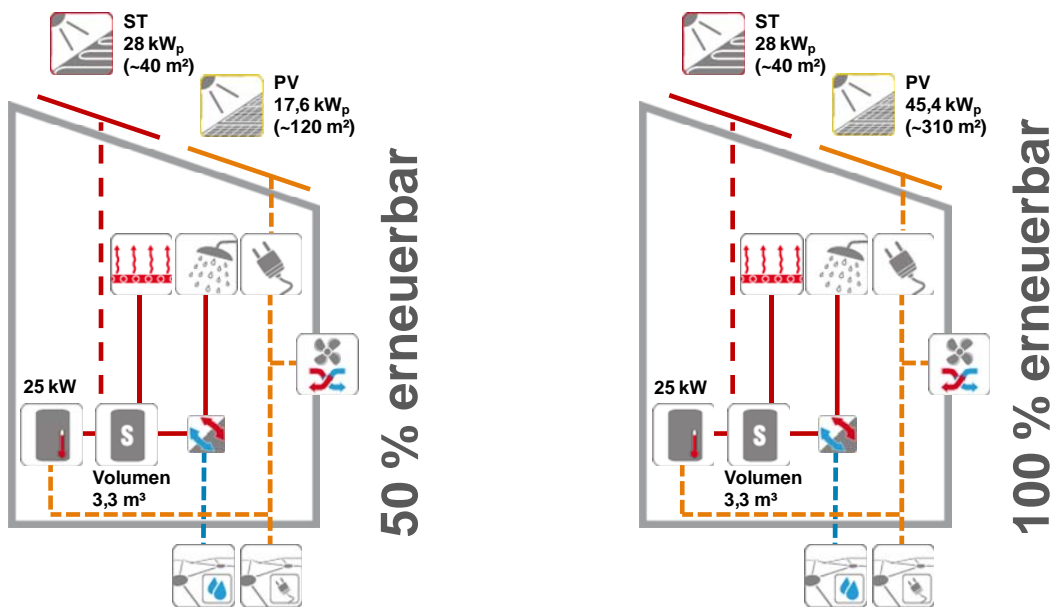 ST
28 kWp
(~40 m²)
PV
17,6 kWp
(~120 m²)
25 kW
S
Volumen
3,3 m³
50 % erneuerbar
ST
28 kWp
(~40 m²)
PV
45,4 kWp
(~310 m²)
25 kW
S
Volumen
3,3 m³
100 % erneuerbar